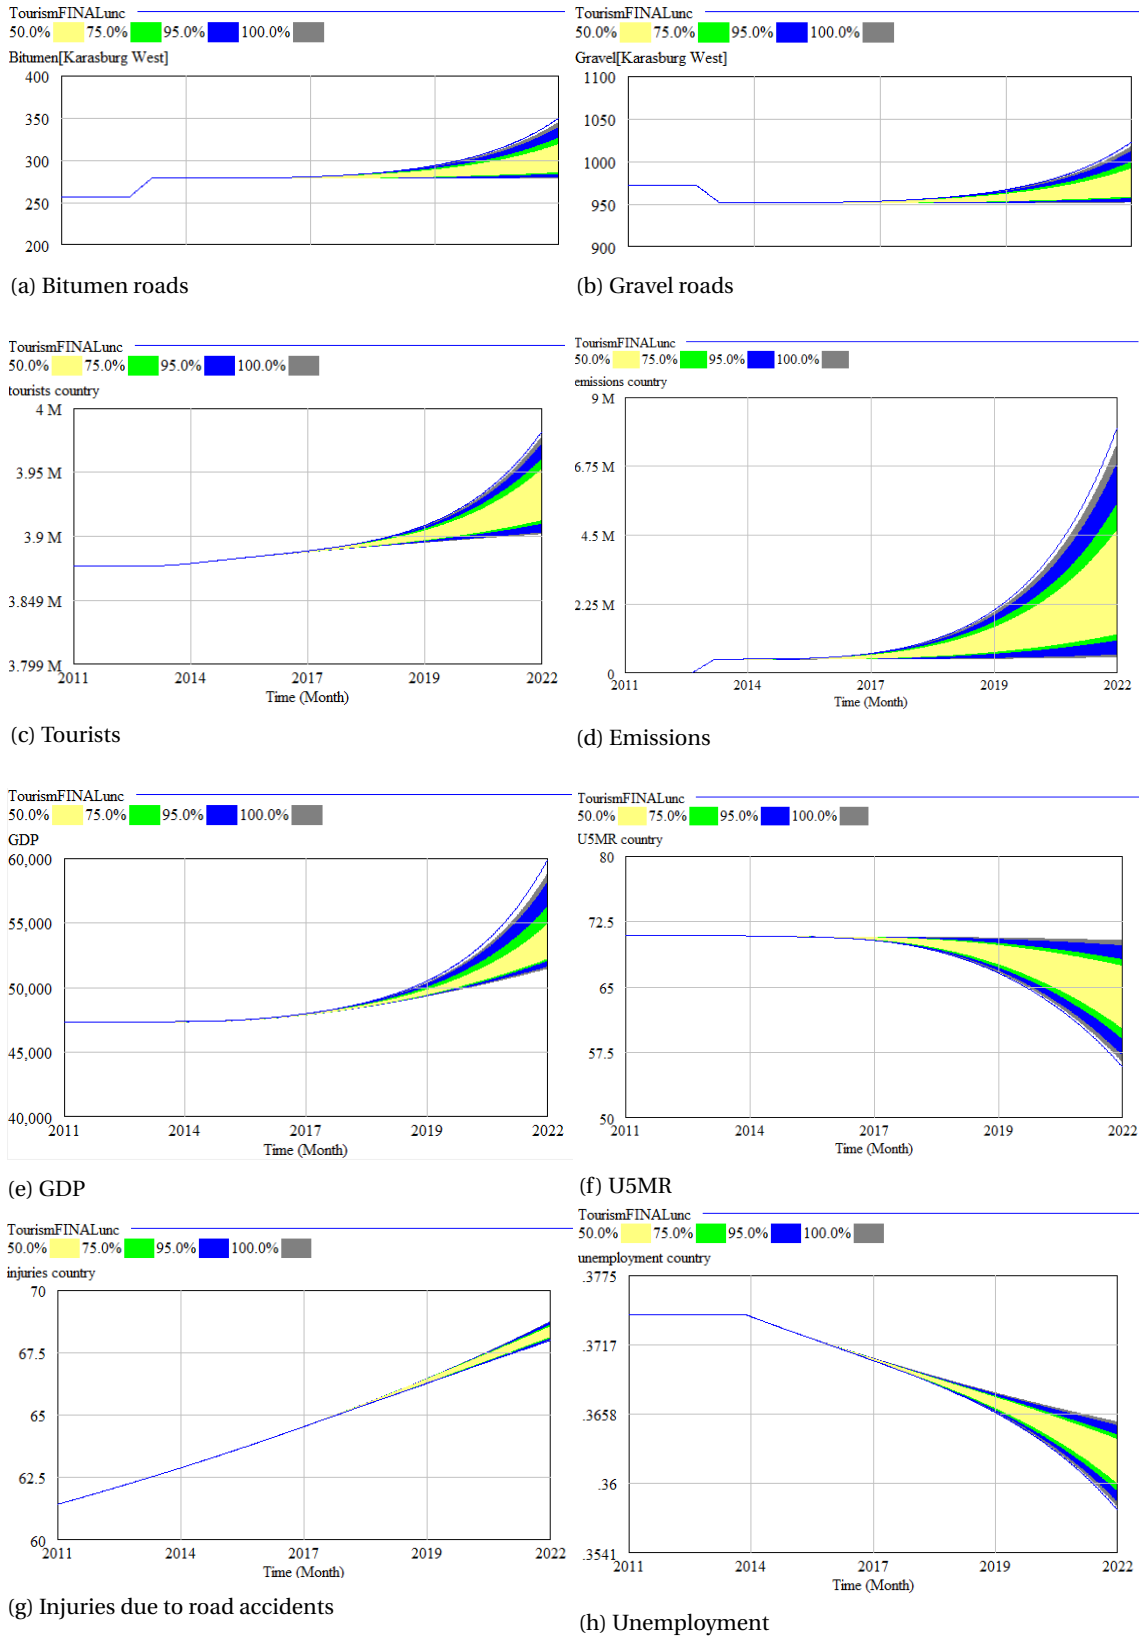 TourismFINALunc
50.0% 75.0% 95.0% 100.0%
Bitumen[Karasburg West]
400
350
300
250
200
(a) Bitumen roads
TourismFINALunc
50.0% 75.0% 95.0% 100.0%
Gravel[Karasburg West]
1100
1050
1000
950
900
(b) Gravel roads
TourismFINALunc
50.0% 75.0% 95.0% 100.0%
tourists country
4 M
3.95 M
3.9 M
3.849 M
3.799 M
2011 2014 2017 2019 2022
Time (Month)
(c) Tourists
TourismFINALunc
50.0% 75.0% 95.0% 100.0%
emissions country
9 M
6.75 M
4.5 M
2.25 M
0
2011 2014 2017 2019 2022
Time (Month)
(d) Emissions
TourismFINALunc
50.0% 75.0% 95.0% 100.0%
GDP
60,000
55,000
50,000
45,000
40,000
2011 2014 2017 2019 2022
Time (Month)
(e) GDP
TourismFINALunc
50.0% 75.0% 95.0% 100.0%
U5MR country
80
72.5
65
57.5
50
2011 2014 2017 2019 2022
Time (Month)
(f) U5MR
TourismFINALunc
50.0% 75.0% 95.0% 100.0%
injuries country
70
67.5
65
62.5
60
2011 2014 2017 2019 2022
Time (Month)
(g) Injuries due to road accidents
TourismFINALunc
50.0% 75.0% 95.0% 100.0%
unemployment country
.3775
.3717
.3658
.36
.3541
2011 2014 2017 2019 2022
Time (Month)
(h) Unemployment